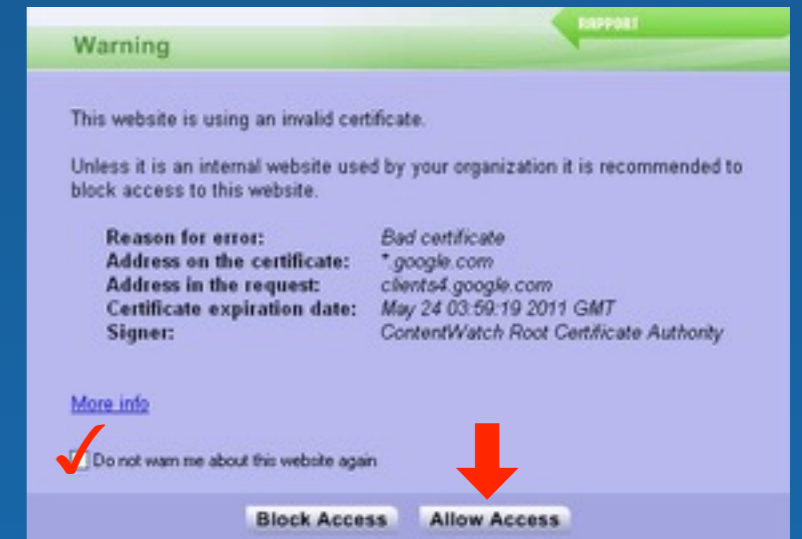 RAPPORT
Warning
This website is using an invalid certificate.
Unless it is an internal website used by your organization it is recommended to
block access to this website.
Reason for error: Bad certificate
Address on the certificate: *.google.com
Address in the request: clients4.google.com
Certificate expiration date: May 24 03:59:19 2011 GMT
Signer: ContentWatch Root Certificate Authority
More info
Do not warn me about this website again
Block Access Allow Access